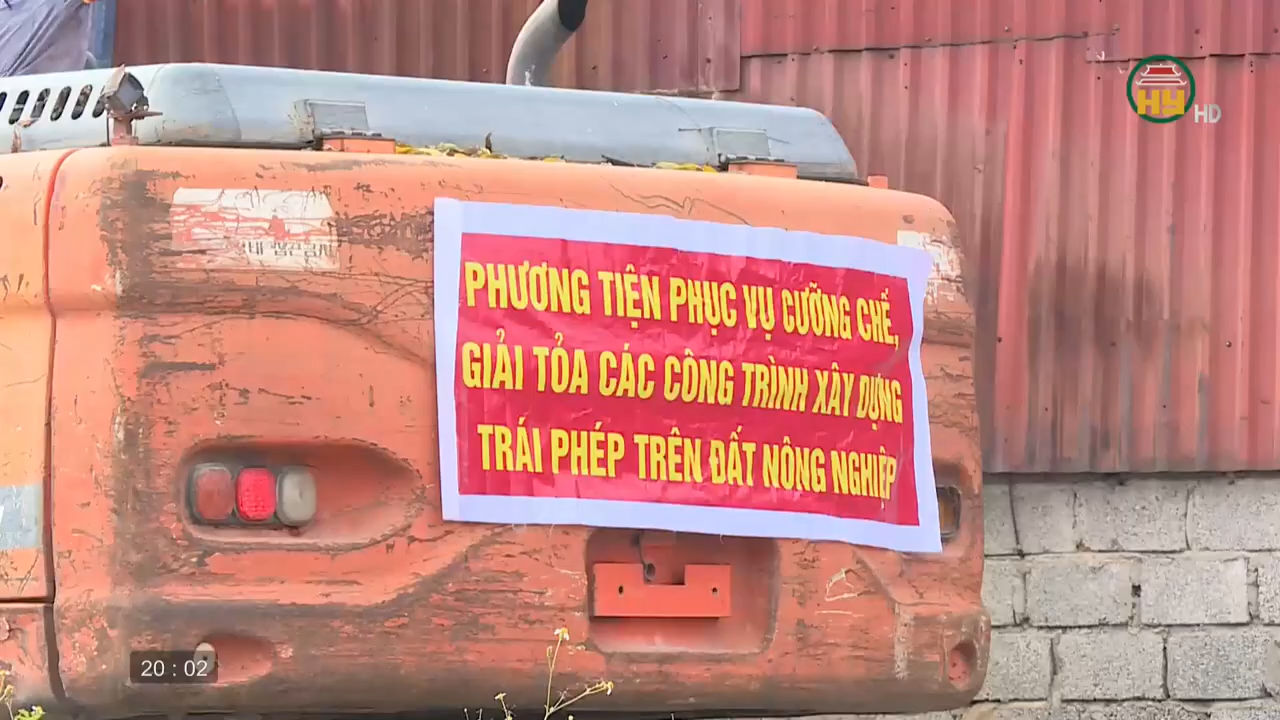 HY HD
PHƯƠNG TIỆN PHỤC VỤ CƯỠNG CHẾ,
GIẢI TỎA CÁC CÔNG TRÌNH XÂY DỰNG
TRÁI PHÉP TRÊN ĐẤT NÔNG NGHIỆP
20 : 02